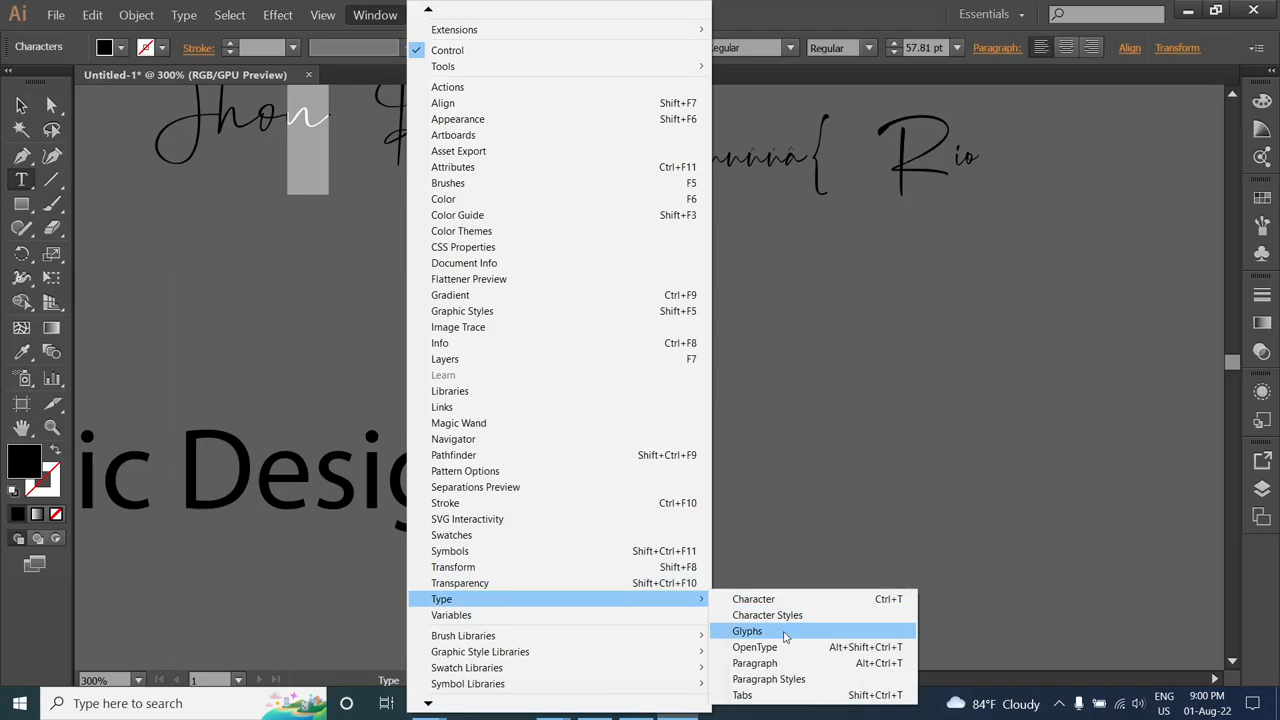 Ai File Edit Object Type Select Effect View Window Essentials
Characters Stroke: Regular Regular 57.81 pt Paragraph: Align Transform
Untitled-1* @ 300% (RGB/GPU Preview)
Extensions
Control
Tools
Actions
Align Shift+F7
Appearance Shift+F6
Artboards
Asset Export
Attributes Ctrl+F11
Brushes F5
Color F6
Color Guide Shift+F3
Color Themes
CSS Properties
Document Info
Flattener Preview
Gradient Ctrl+F9
Graphic Styles Shift+F5
Image Trace
Info Ctrl+F8
Layers F7
Learn
Libraries
Links
Magic Wand
Navigator
Pathfinder Shift+Ctrl+F9
Pattern Options
Separations Preview
Stroke Ctrl+F10
SVG Interactivity
Swatches
Symbols Shift+Ctrl+F11
Transform Shift+F8
Transparency Shift+Ctrl+F10
Type
Variables
Brush Libraries
Graphic Style Libraries
Swatch Libraries
Symbol Libraries
Character Ctrl+T
Character Styles
Glyphs
OpenType Alt+Shift+Ctrl+T
Paragraph Alt+Ctrl+T
Paragraph Styles
Tabs Shift+Ctrl+T
Jhon
Rio
ic Desig
300% 1 Type
Type here to search
84°F Cloudy
ENG
9:00 PM
01-Aug-22